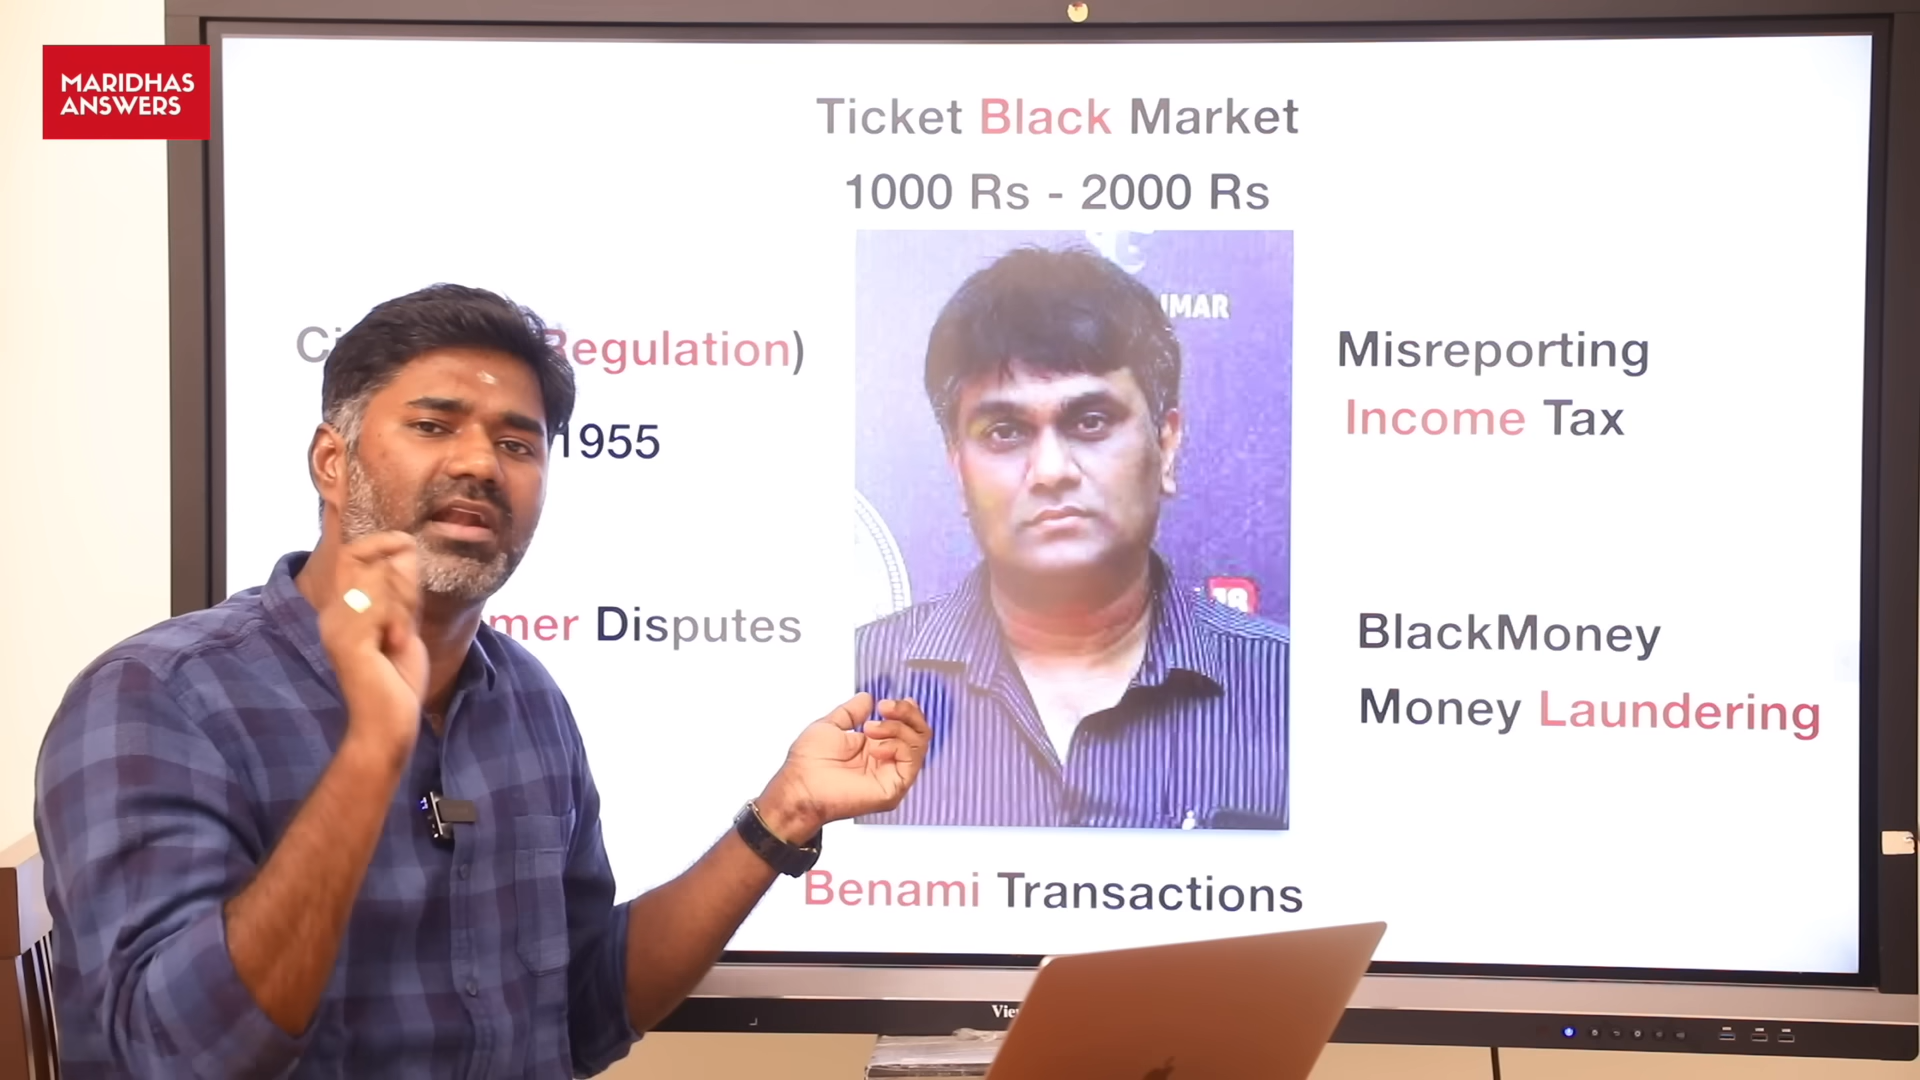 MARIDHAS
ANSWERS
Ticket Black Market
1000 Rs - 2000 Rs
Regulation)
1955
Disputes
Misreporting
Income Tax
BlackMoney
Money Laundering
Benami Transactions
18